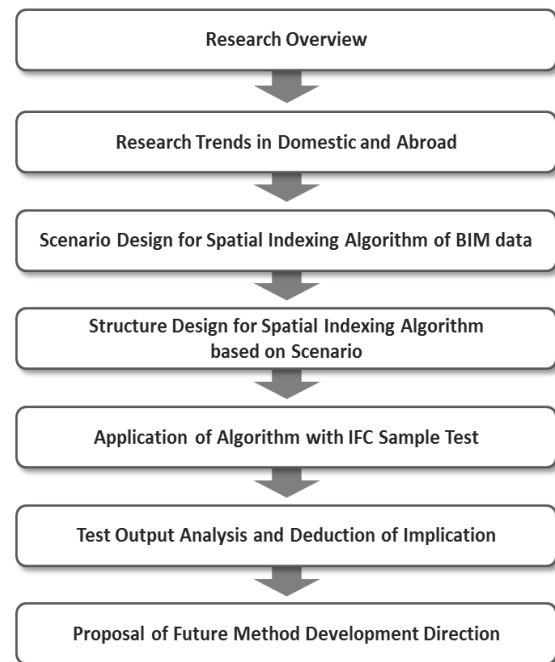 Research Overview
Research Trends in Domestic and Abroad
Scenario Design for Spatial Indexing Algorithm of BIM data
Structure Design for Spatial Indexing Algorithm
based on Scenario
Application of Algorithm with IFC Sample Test
Test Output Analysis and Deduction of Implication
Proposal of Future Method Development Direction